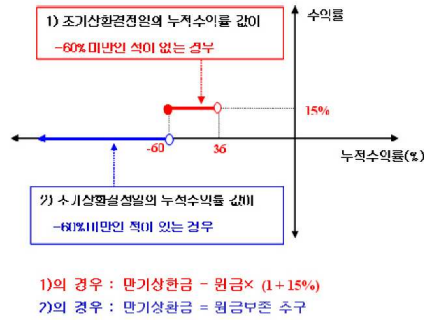 1) 조기상환결정일의 누적수익률 값이
-60% 미만인 적이 없는 경우
수익률
15%
-60
36
누적수익률(%)
2) 조기상환결정일의 누적수익률 값이
-60%미만인 적이 있는 경우
1)의 경우 : 만기상환금 = 원금× (1+15%)
2)의 경우 : 만기상환금 = 원금보존 추구